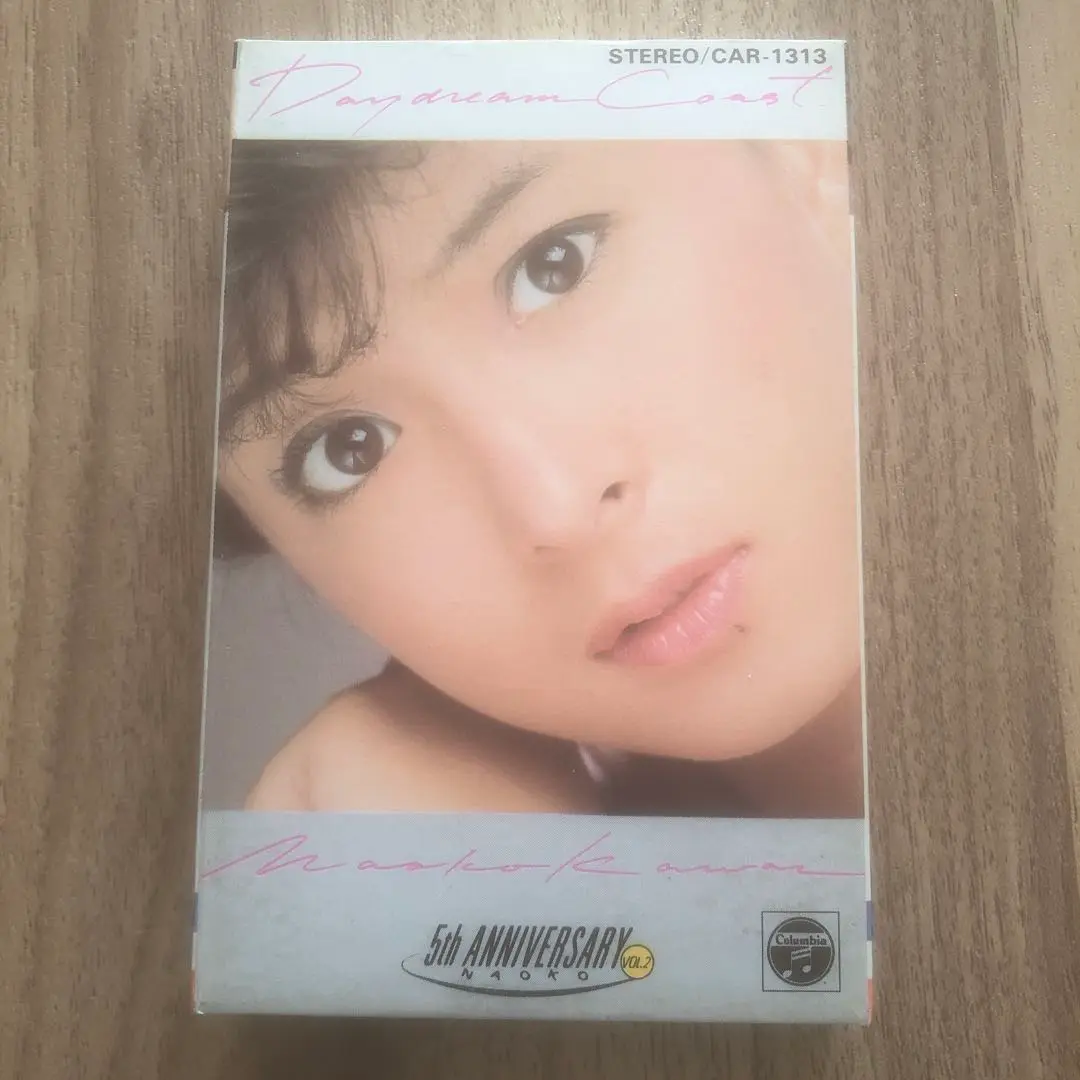 STEREO/CAR-1313
Daydream Coast
Naoko Kawai
5th ANNIVERSARY
VOL.2
NAOKO
Columbia